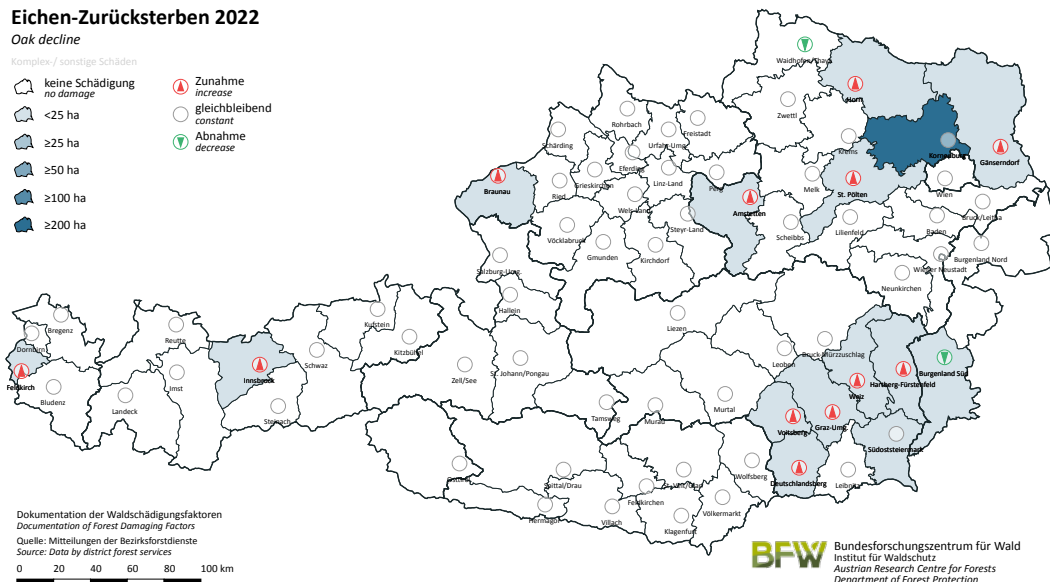 Eichen-Zurücksterben 2022
Oak decline
Komplex-/ sonstige Schäden
keine Schädigung
no damage
<25 ha
≥25 ha
≥50 ha
≥100 ha
≥200 ha
Zunahme
increase
gleichbleibend
constant
Abnahme
decrease
Waidhofen/Thaya
Horn
Zwettl
Rohrbach
Freistadt
Schärding
Urfahr-Umg.
Krems
Korneuburg
Gänserndorf
Eferding
Grieskirchen
Linz-Land
Perg
Melk
St. Pölten
Wien
Braunau
Ried
Wels-Land
Amstetten
Bruck/Leitha
Steyr-Land
Scheibbs
Lilienfeld
Baden
Vöcklabruck
Gmunden
Kirchdorf
Burgenland Nord
Salzburg-Umg.
Wiener Neustadt
Neunkirchen
Hallein
Liezen
Kufstein
Bregenz
Reutte
Kitzbühel
Dornbirn
Schwaz
Bruck-Mürzzuschlag
Leoben
Zell/See
St. Johann/Pongau
Innsbruck
Imst
Feldkirch
Hartberg-Fürstenfeld
Burgenland Süd
Weiz
Bludenz
Landeck
Steinach
Tamsweg
Murau
Murtal
Voitsberg
Graz-Umg.
Südoststeiermark
Wolfsberg
Deutschlandsberg
Leibnitz
Osttirol
Spittal/Drau
St. Veit/Glan
Feldkirchen
Hermagor
Villach
Klagenfurt
Völkermarkt
Dokumentation der Waldschädigungsfaktoren
Documentation of Forest Damaging Factors
Quelle: Mitteilungen der Bezirksforstdienste
Source: Data by district forest services
0 20 40 60 80 100 km
BFW
Bundesforschungszentrum für Wald
Institut für Waldschutz
Austrian Research Centre for Forests
Department of Forest Protection